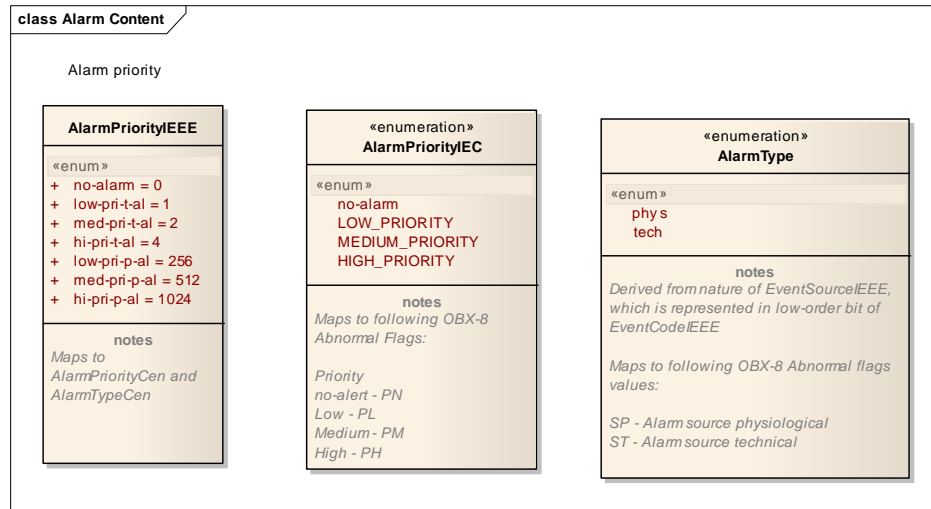 class Alarm Content
Alarm priority
AlarmPriorityIEEE
«enum»
+ no-alarm = 0
+ low-pri-t-al = 1
+ med-pri-t-al = 2
+ hi-pri-t-al = 4
+ low-pri-p-al = 256
+ med-pri-p-al = 512
+ hi-pri-p-al = 1024
notes
Maps to
AlarmPriorityCen and
AlarmTypeCen
«enumeration»
AlarmPriorityIEC
«enum»
no-alarm
LOW_PRIORITY
MEDIUM_PRIORITY
HIGH_PRIORITY
notes
Maps to following OBX-8
Abnormal Flags:
Priority
no-alert - PN
Low - PL
Medium - PM
High - PH
«enumeration»
AlarmType
«enum»
phys
tech
notes
Derived from nature of EventSourceIEEE,
which is represented in low-order bit of
EventCodeIEEE
Maps to following OBX-8 Abnormal flags
values:
SP - Alarm source physiological
ST - Alarm source technical